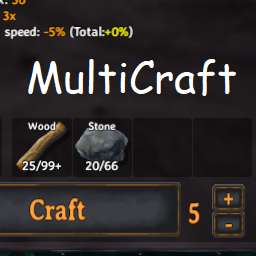 3x
speed: -5% (Total:+0%)
MultiCraft
Wood Stone
25/99+ 20/66
Craft 5 +
-